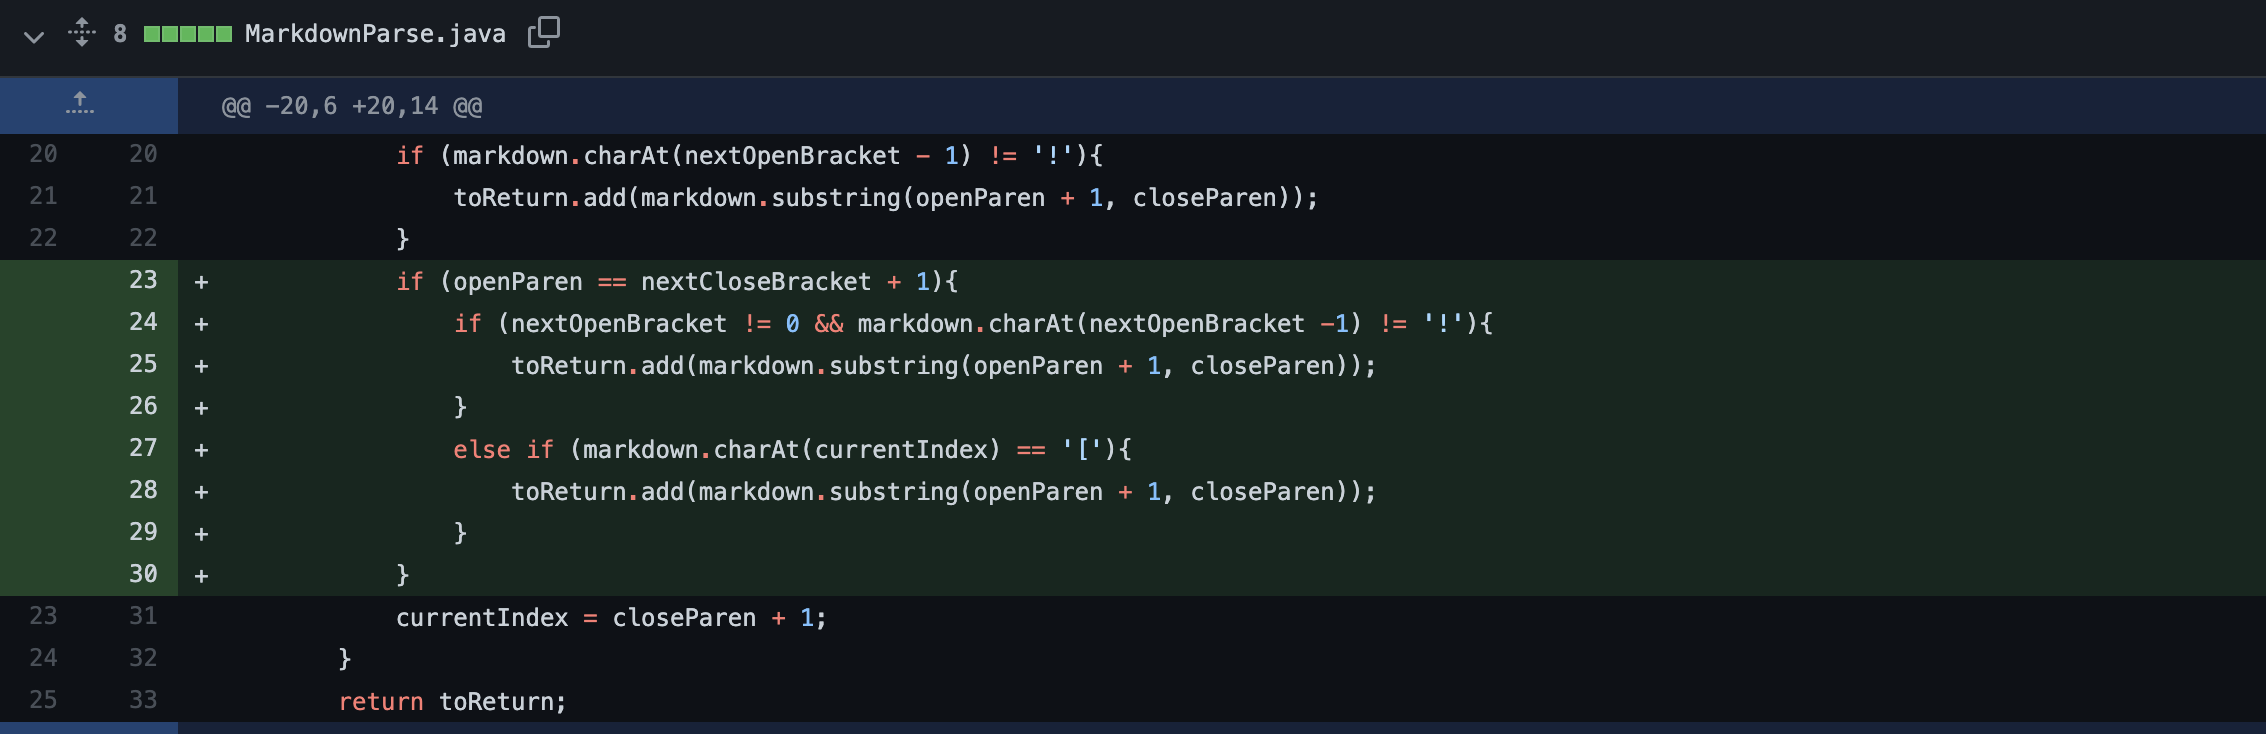 8 MarkdownParse.java
@@ -20,6 +20,14 @@
20 20 if (markdown.charAt(nextOpenBracket - 1) != '!'){
21 21 toReturn.add(markdown.substring(openParen + 1, closeParen));
22 22 }
23 + if (openParen == nextCloseBracket + 1){
24 + if (nextOpenBracket != 0 && markdown.charAt(nextOpenBracket -1) != '!'){
25 + toReturn.add(markdown.substring(openParen + 1, closeParen));
26 + }
27 + else if (markdown.charAt(currentIndex) == '['){
28 + toReturn.add(markdown.substring(openParen + 1, closeParen));
29 + }
30 + }
23 31 currentIndex = closeParen + 1;
24 32 }
25 33 return toReturn;